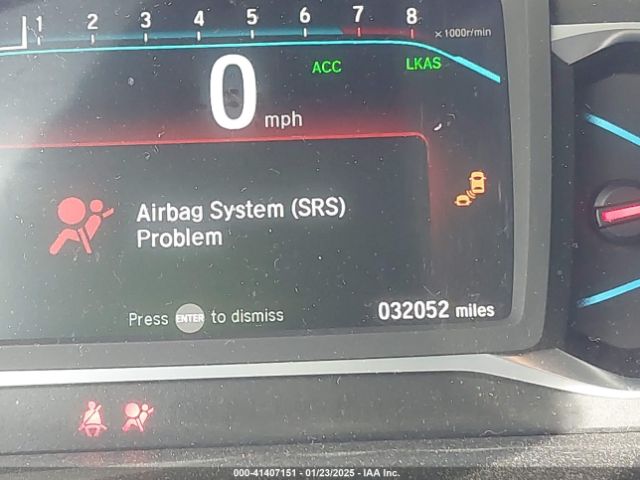 1 2 3 4 5 6 7 8 x1000r/min
ACC LKAS
0 mph
Airbag System (SRS)
Problem
Press ENTER to dismiss
032052 miles
000-41407151 - 01/23/2025 - IAA Inc.